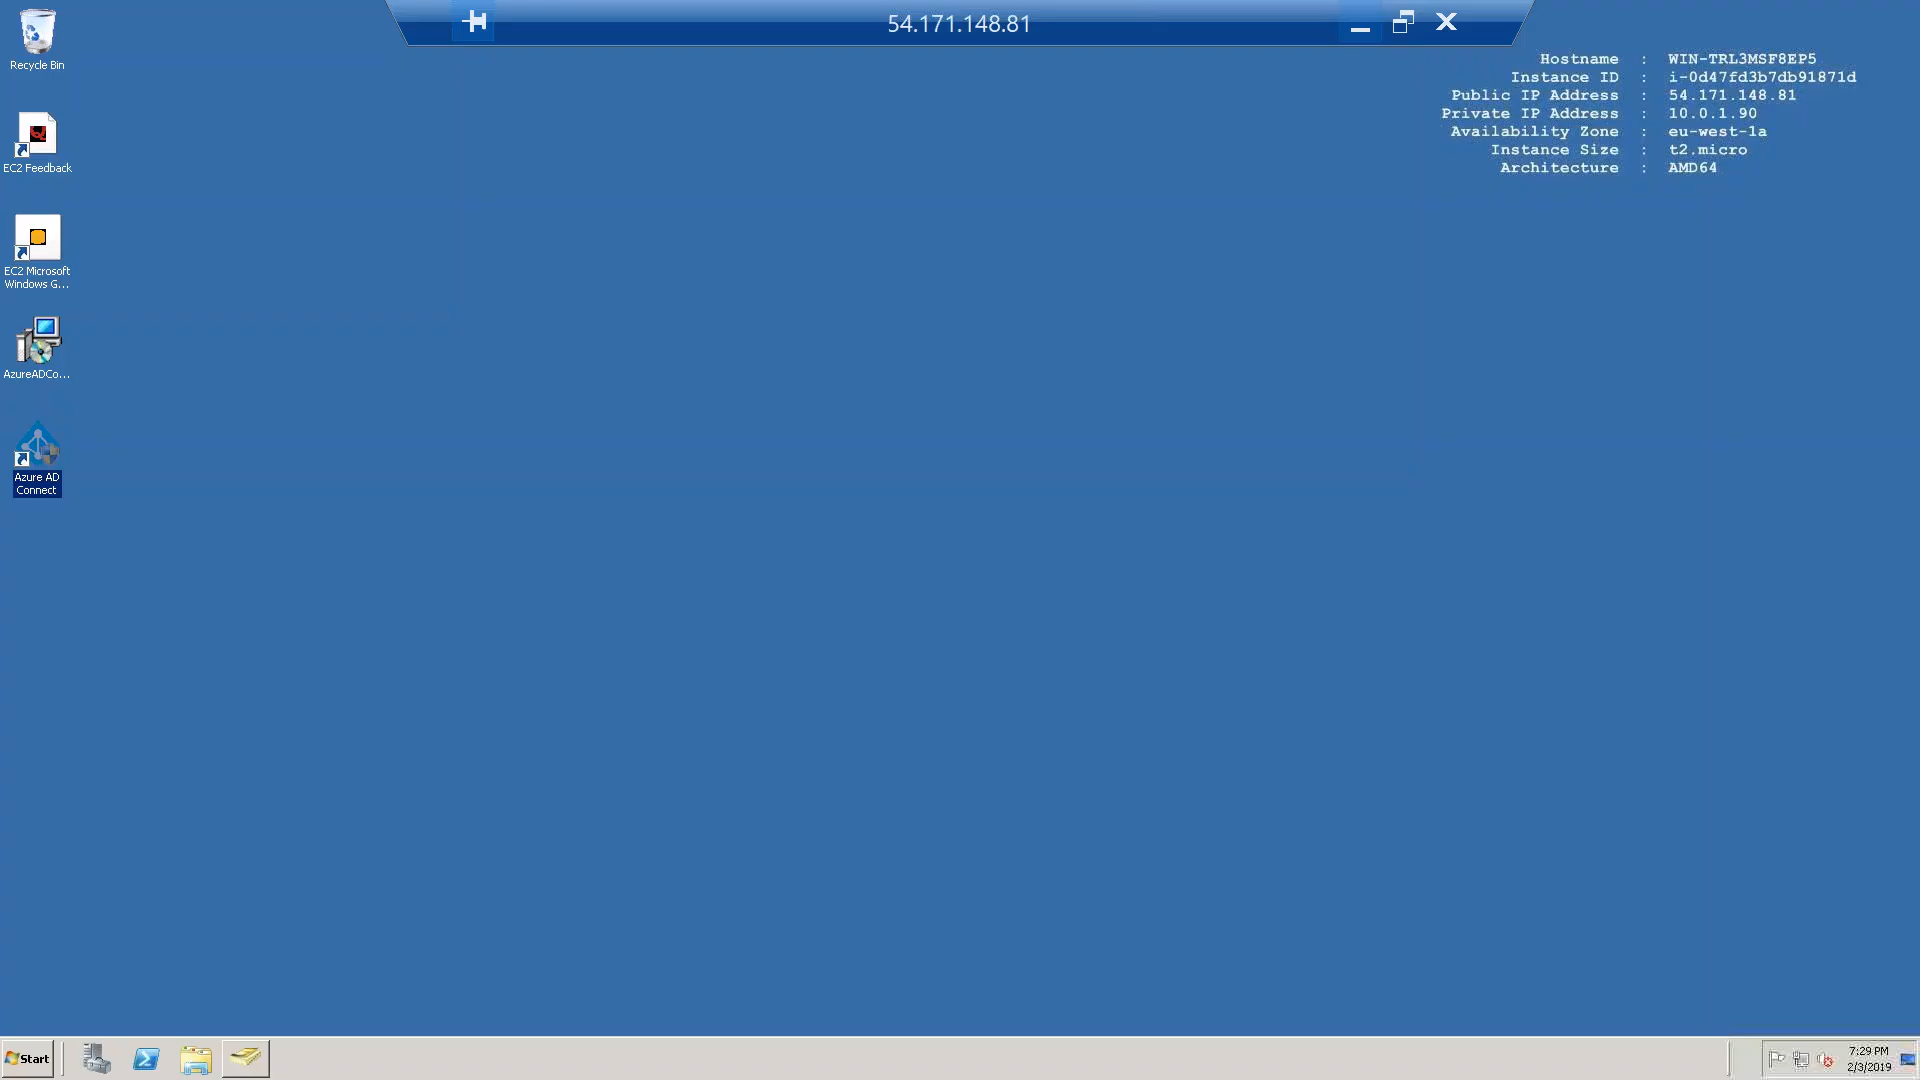 54.171.148.81
Hostname : WIN-TRL3MSF8EP5
Instance ID : i-0d47fd3b7db91871d
Public IP Address : 54.171.148.81
Private IP Address : 10.0.1.90
Availability Zone : eu-west-1a
Instance Size : t2.micro
Architecture : AMD64
Recycle Bin
EC2 Feedback
EC2 Microsoft
Windows G...
AzureADCo...
Azure AD
Connect
Start
7:29 PM
2/3/2019